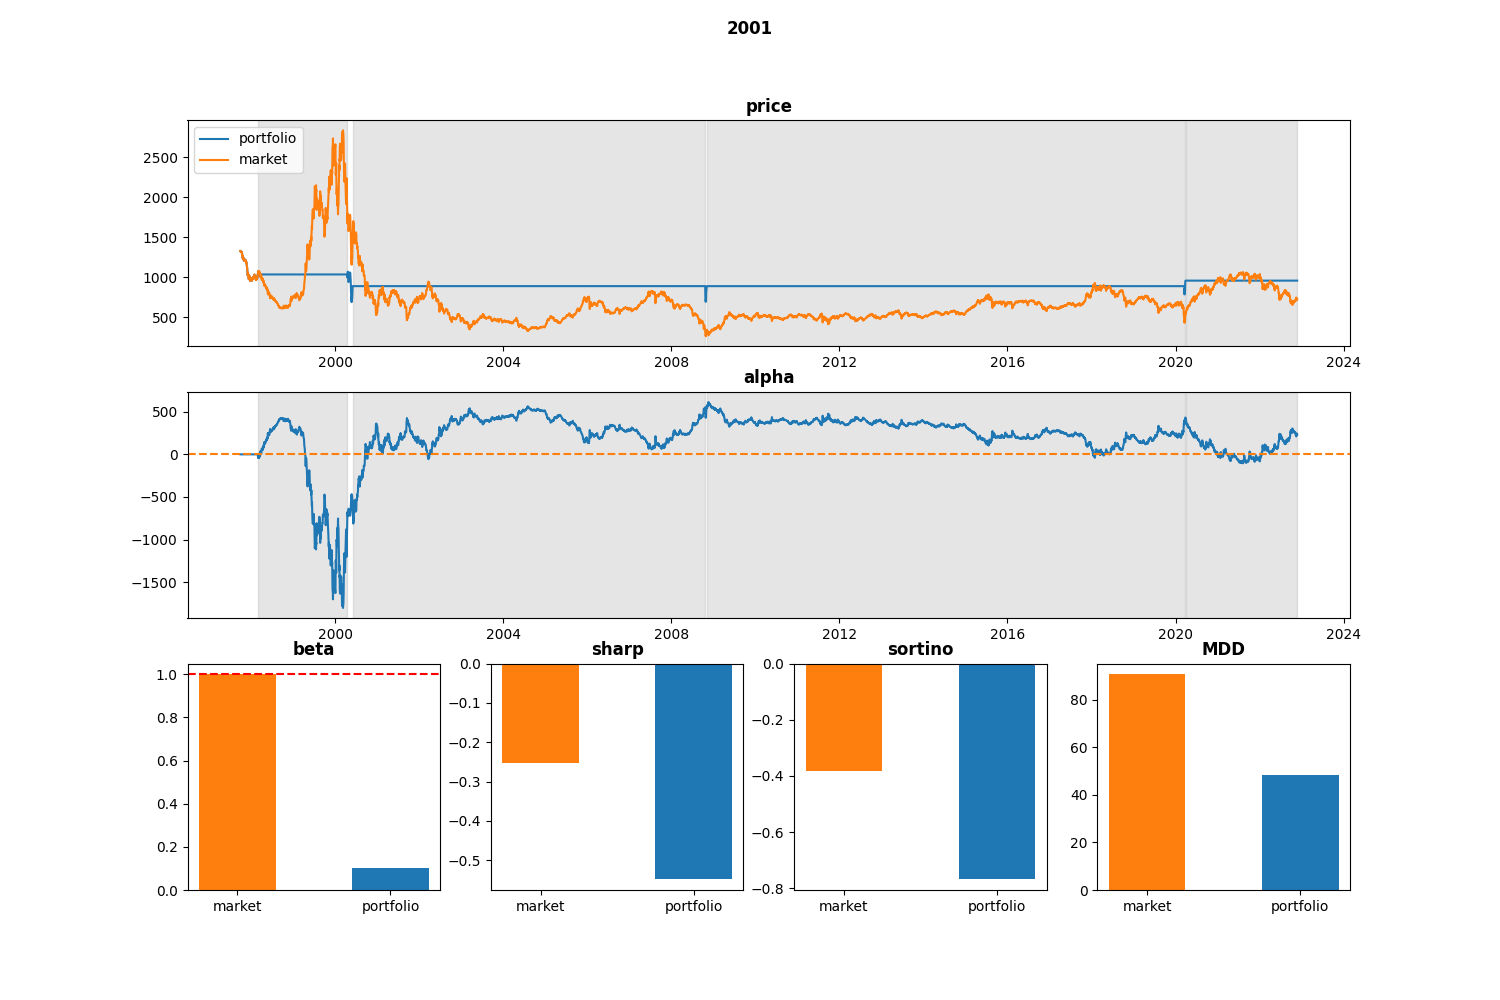 2001
price
portfolio
market
2500
2000
1500
1000
500
2000 2004 2008 2012 2016 2020 2024
alpha
500
0
−500
−1000
−1500
2000 2004 2008 2012 2016 2020 2024
beta
1.0
0.8
0.6
0.4
0.2
0.0
market portfolio
sharp
0.0
−0.1
−0.2
−0.3
−0.4
−0.5
market portfolio
sortino
0.0
−0.2
−0.4
−0.6
−0.8
market portfolio
MDD
80
60
40
20
0
market portfolio